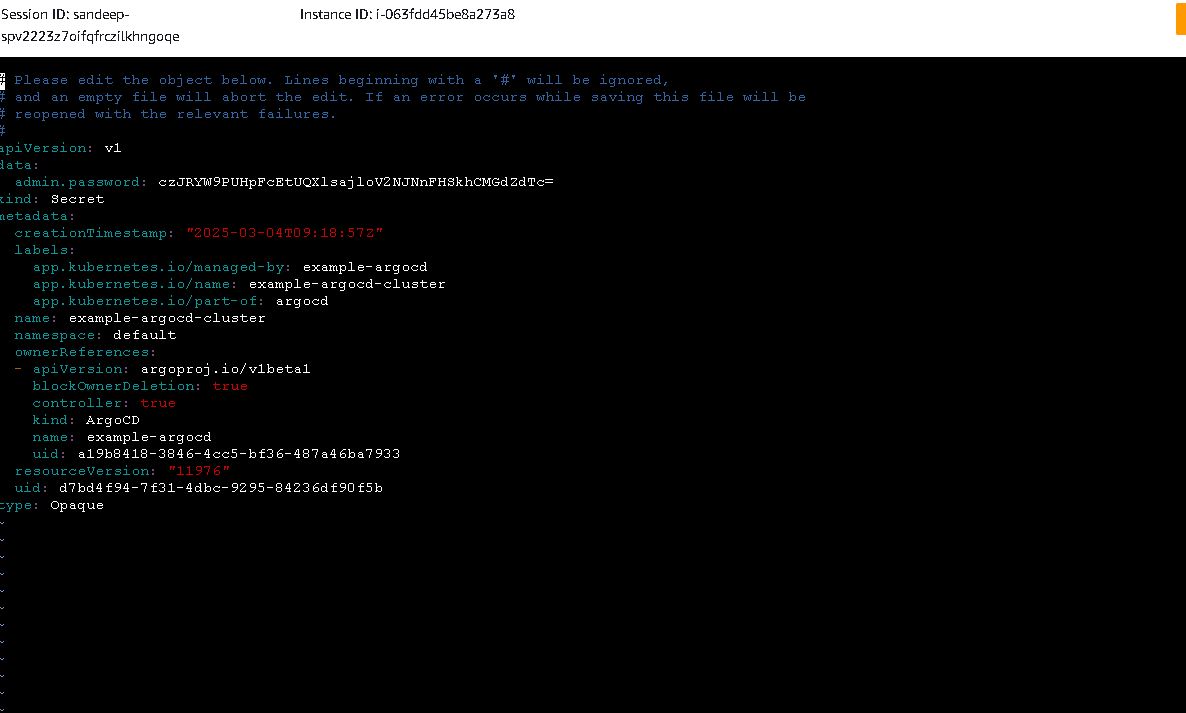 Session ID: sandeep-
spv2223z7oifqfrczilkhngoqe
Instance ID: i-063fdd45be8a273a8
# Please edit the object below. Lines beginning with a '#' will be ignored,
# and an empty file will abort the edit. If an error occurs while saving this file will be
# reopened with the relevant failures.
#
apiVersion: v1
data:
  admin.password: czJRYW9PUHpFcEtUQXlsajloV2NJNnFHSkhCMGdZdTc=
kind: Secret
metadata:
  creationTimestamp: "2025-03-04T09:18:57Z"
  labels:
    app.kubernetes.io/managed-by: example-argocd
    app.kubernetes.io/name: example-argocd-cluster
    app.kubernetes.io/part-of: argocd
  name: example-argocd-cluster
  namespace: default
  ownerReferences:
  - apiVersion: argoproj.io/v1beta1
    blockOwnerDeletion: true
    controller: true
    kind: ArgoCD
    name: example-argocd
    uid: a19b8418-3846-4cc5-bf36-487a46ba7933
  resourceVersion: "11976"
  uid: d7bd4f94-7f31-4dbc-9295-84236df90f5b
type: Opaque
~
~
~
~
~
~
~
~
~
~
~
~